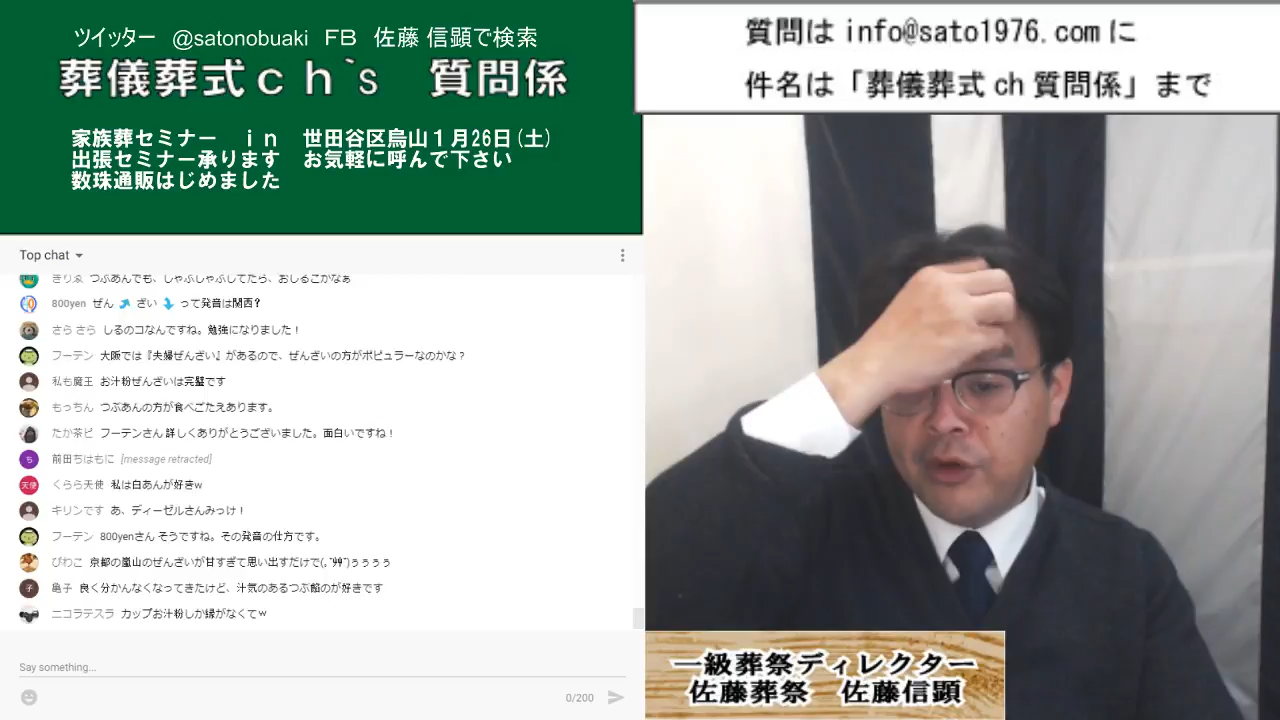 ツイッター @satonobuaki FB 佐藤 信顕で検索
葬儀葬式ｃｈ`s 質問係
家族葬セミナー ｉｎ 世田谷区烏山１月26日(土)
出張セミナー承ります お気軽に呼んで下さい
数珠通販はじめました
質問は info@sato1976.com に
件名は「葬儀葬式 ch 質問係」まで
Top chat
きりゑ つぶあんでも、しゃぶしゃぶしてたら、おしるこかなぁ
800yen ぜん ざい って発音は関西？
さら さら しるのコなんですね。勉強になりました！
フーテン 大阪では『夫婦ぜんざい』があるので、ぜんざいの方がポピュラーなのかな？
私も魔王 お汁粉ぜんざいは完璧です
もっちん つぶあんの方が食べごたえあります。
たか茶ピ フーテンさん 詳しくありがとうございました。面白いですね！
ち 前田ちはもに [message retracted]
天使 くらら天使 私は白あんが好きw
キリンです あ、ディーゼルさんみっけ！
フーテン 800yenさん そうですね。その発音の仕方です。
びわこ 京都の嵐山のぜんざいが甘すぎて思い出すだけで
子 亀子 良く分かんなくなってきたけど、汁気のあるつぶ餡のが好きです
ニコラテスラ カップお汁粉しか縁がなくてｗ
Say something...
0/200
一級葬祭ディレクター
佐藤葬祭 佐藤信顕